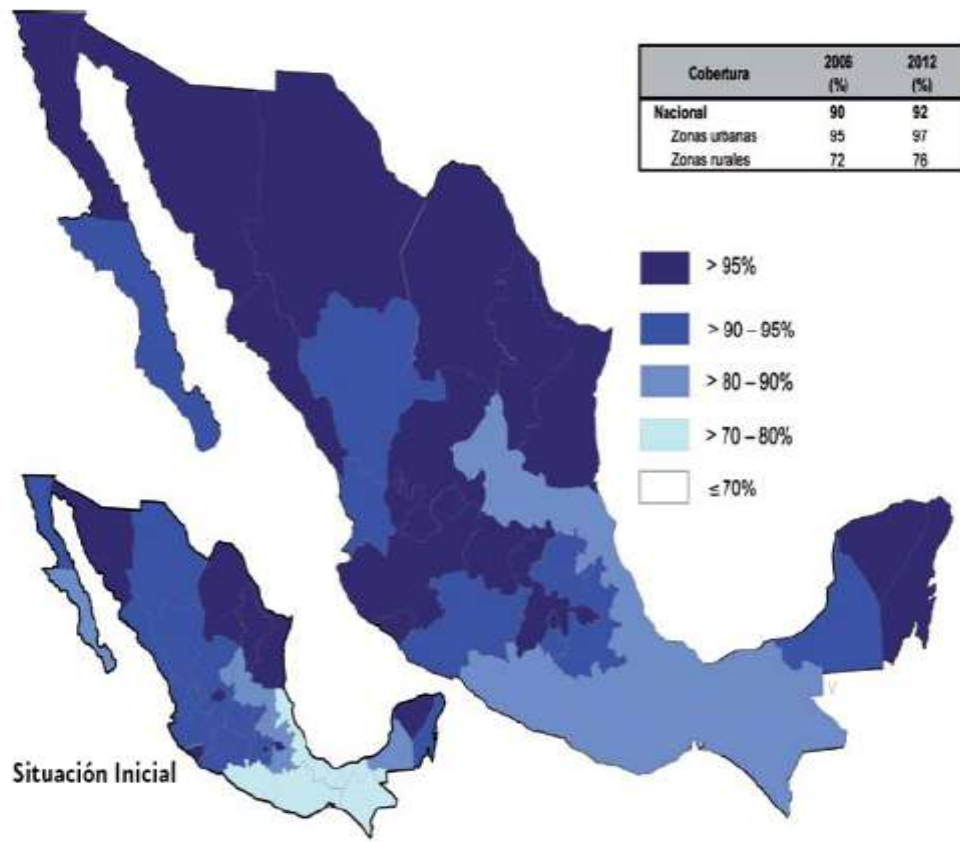 Cobertura 2006 (%) 2012 (%)
Nacional 90 92
Zonas urbanas 95 97
Zonas rurales 72 76
> 95%
> 90 – 95%
> 80 – 90%
> 70 – 80%
≤ 70%
V
Situación Inicial